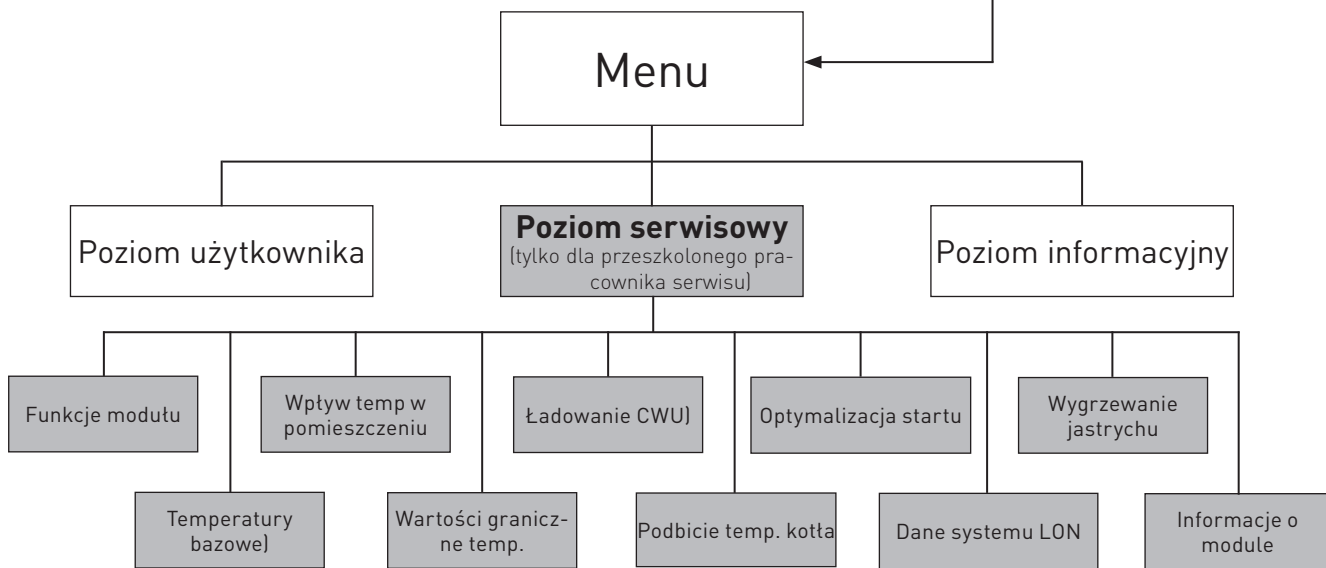 Menu
Poziom użytkownika
Poziom serwisowy
(tylko dla przeszkolonego pra-
cownika serwisu)
Poziom informacyjny
Funkcje modułu
Wpływ temp w
pomieszczeniu
Ładowanie CWU)
Optymalizacja startu
Wygrzewanie
jastrychu
Temperatury
bazowe)
Wartości granicz-
ne temp.
Podbicie temp. kotła
Dane systemu LON
Informacje o
module